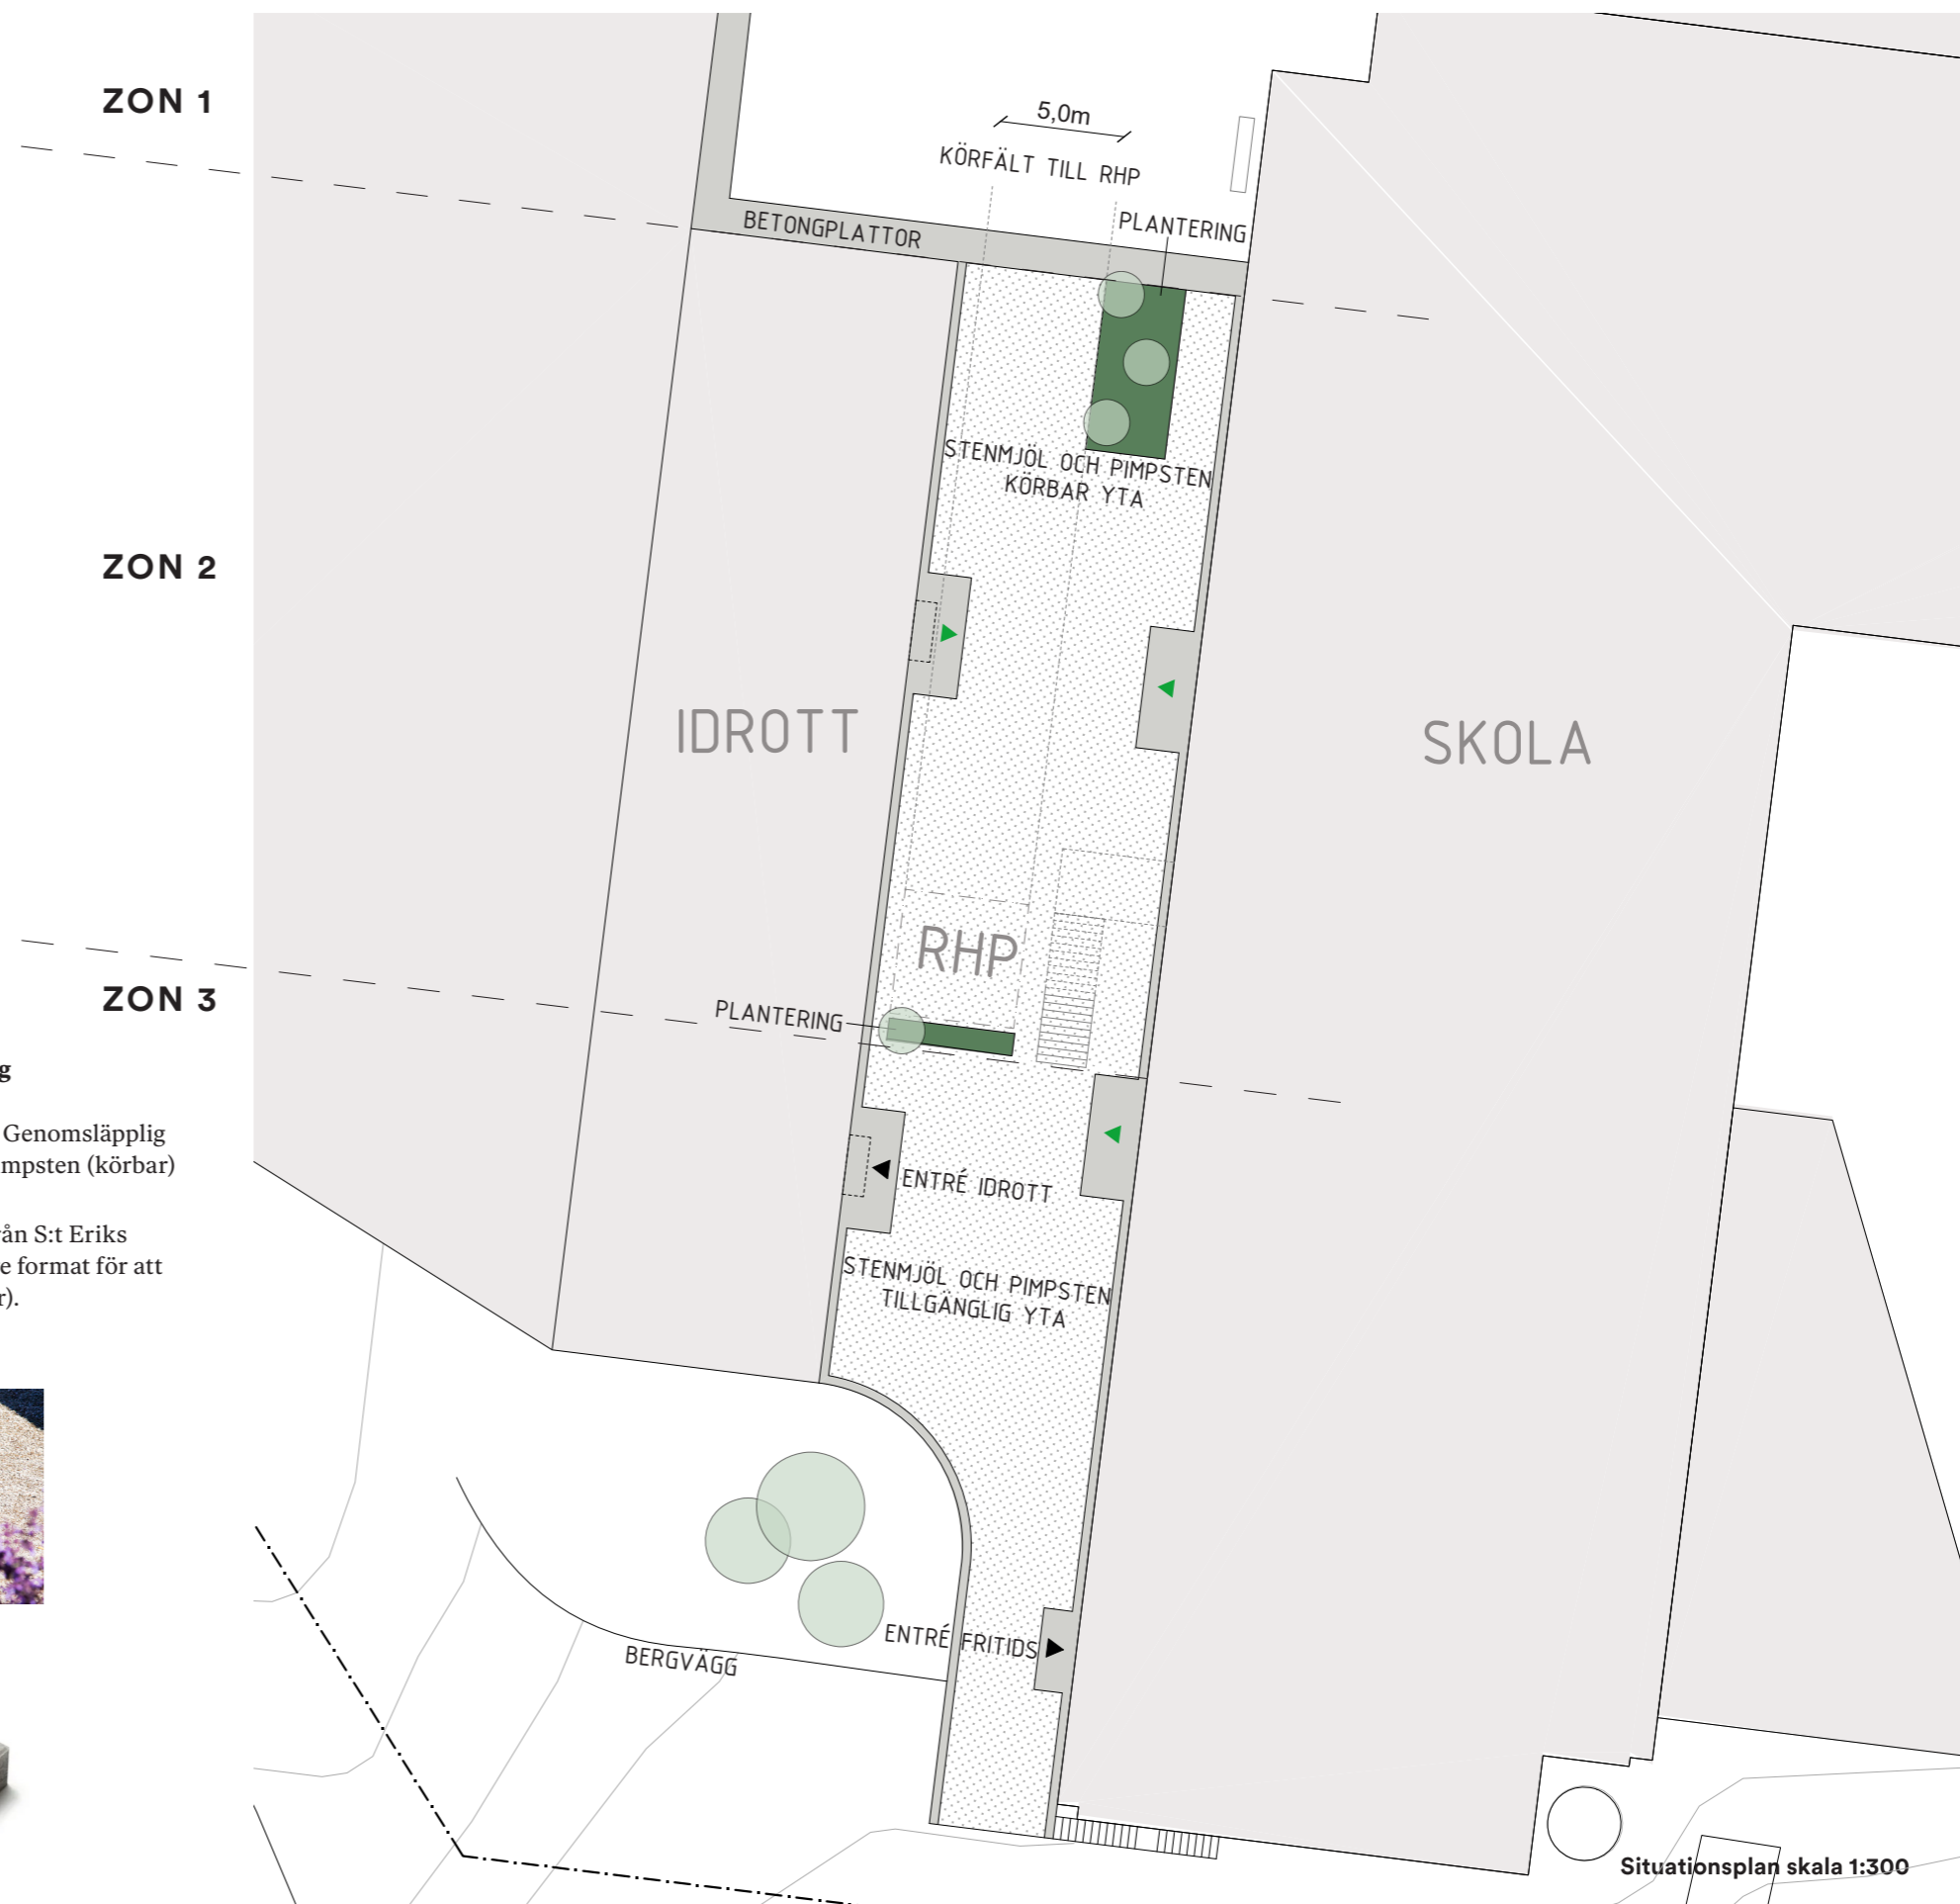 ZON 1
5,0m
KÖRFÄLT TILL RHP
PLANTERING
BETONGPLATTOR
STENMJÖL OCH PIMPSTEN
KÖRBAR YTA
ZON 2
IDROTT
SKOLA
RHP
ZON 3
PLANTERING
g
Genomsläpplig
mpsten (körbar)
ENTRÉ IDROTT
ån S:t Eriks
e format för att
r).
STENMJÖL OCH PIMPSTEN
TILLGÄNGLIG YTA
ENTRÉ FRITIDS
BERGVÄGG
Situationsplan skala 1:300